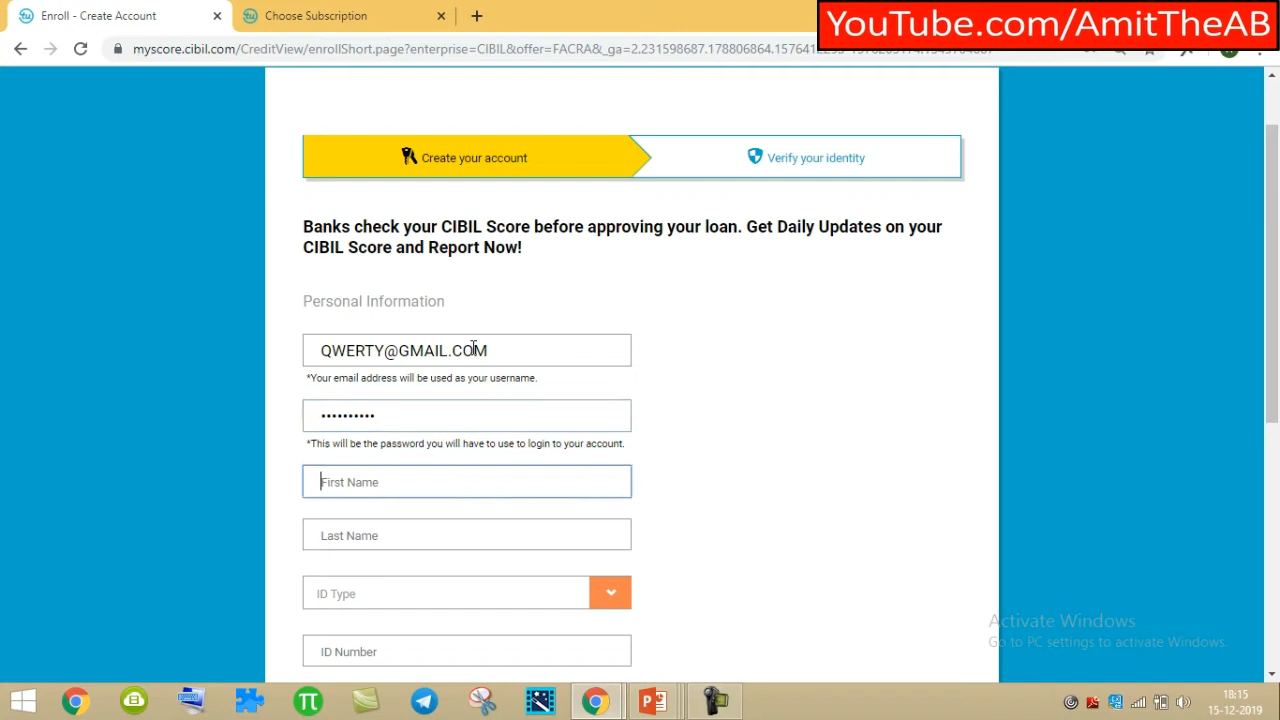 Enroll - Create Account
Choose Subscription
YouTube.com/AmitTheAB
Create your account
Verify your identity
Banks check your CIBIL Score before approving your loan. Get Daily Updates on your
CIBIL Score and Report Now!
Personal Information
QWERTY@GMAIL.COM
*Your email address will be used as your username.
*This will be the password you will have to use to login to your account.
First Name
Last Name
ID Type
ID Number
Activate Windows
Go to PC settings to activate Windows.
18:15
15-12-2019